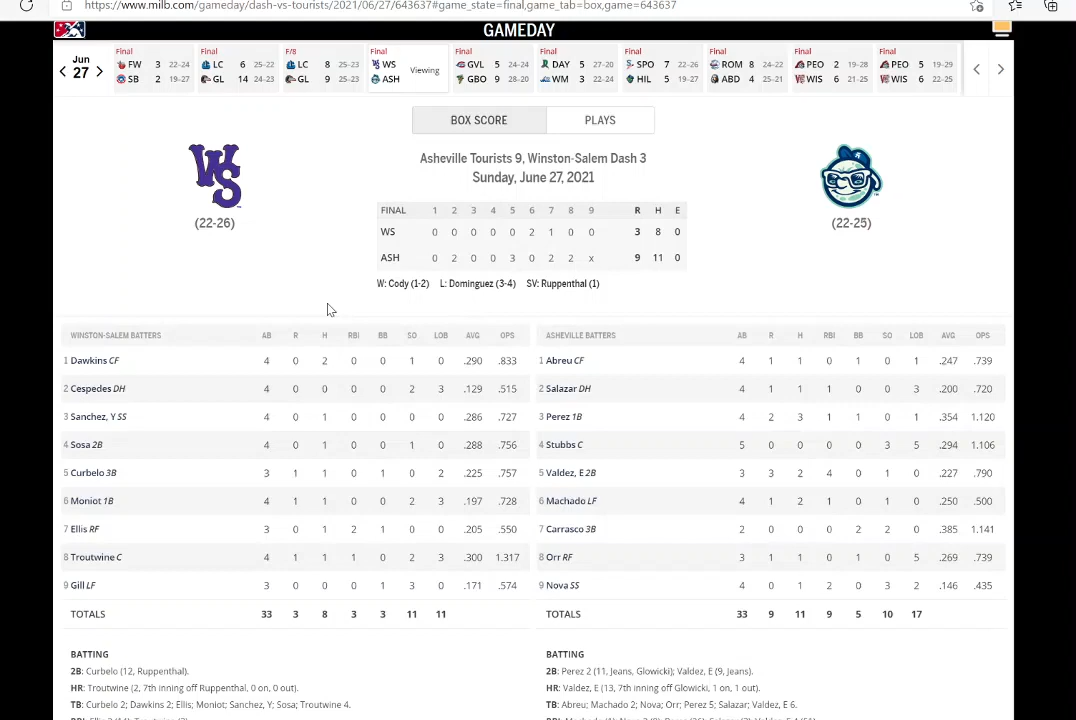 https://www.milb.com/gameday/dash-vs-tourists/2021/06/27/643637#game_state=final,game_tab=box,game=643637
GAMEDAY
Jun 27
Final FW 3 22-24 SB 2 19-27
Final LC 6 25-22 GL 14 24-23
F/8 LC 8 25-23 GL 9 25-23
Final WS ASH Viewing
Final GVL 5 24-27 GBO 9 28-20
Final DAY 5 27-20 WM 3 22-24
Final SPO 7 22-26 HIL 5 19-27
Final ROM 8 24-22 ABD 4 25-21
Final PEO 2 19-28 WIS 6 21-25
Final PEO 5 19-29 WIS 6 22-25
BOX SCORE PLAYS
WS
Asheville Tourists 9, Winston-Salem Dash 3
Sunday, June 27, 2021
(22-26) (22-25)
FINAL 1 2 3 4 5 6 7 8 9 R H E
WS 0 0 0 0 0 2 1 0 0 3 8 0
ASH 0 2 0 0 3 0 2 2 x 9 11 0
W: Cody (1-2) L: Dominguez (3-4) SV: Ruppenthal (1)
WINSTON-SALEM BATTERS AB R H RBI BB SO LOB AVG OPS
1 Dawkins CF 4 0 2 0 0 1 0 .290 .833
2 Cespedes DH 4 0 0 0 0 2 3 .129 .515
3 Sanchez, Y SS 4 0 1 0 0 0 0 .286 .727
4 Sosa 2B 4 0 1 0 0 1 0 .288 .756
5 Curbelo 3B 3 1 1 0 1 0 2 .225 .757
6 Moniot 1B 4 1 1 0 0 2 3 .197 .728
7 Ellis RF 3 0 1 2 1 0 0 .205 .550
8 Troutwine C 4 1 1 1 0 2 3 .300 1.317
9 Gill LF 3 0 0 0 1 3 0 .171 .574
TOTALS 33 3 8 3 3 11 11
BATTING
2B: Curbelo (12, Ruppenthal).
HR: Troutwine (2, 7th inning off Ruppenthal, 0 on, 0 out).
TB: Curbelo 2; Dawkins 2; Ellis; Moniot; Sanchez, Y; Sosa; Troutwine 4.
ASHEVILLE BATTERS AB R H RBI BB SO LOB AVG OPS
1 Abreu CF 4 1 1 0 1 0 1 .247 .739
2 Salazar DH 4 1 1 1 0 0 3 .200 .720
3 Perez 1B 4 2 3 1 1 0 1 .354 1.120
4 Stubbs C 5 0 0 0 0 3 5 .294 1.106
5 Valdez, E 2B 3 3 2 4 0 1 0 .227 .790
6 Machado LF 4 1 2 1 0 1 0 .250 .500
7 Carrasco 3B 2 0 0 0 2 2 0 .385 1.141
8 Orr RF 3 1 1 0 1 0 5 .269 .739
9 Nova SS 4 0 1 2 0 3 2 .146 .435
TOTALS 33 9 11 9 5 10 17
BATTING
2B: Perez 2 (11, Jeans, Glowicki); Valdez, E (9, Jeans).
HR: Valdez, E (13, 7th inning off Glowicki, 1 on, 1 out).
TB: Abreu; Machado 2; Nova; Orr; Perez 5; Salazar; Valdez, E 6.